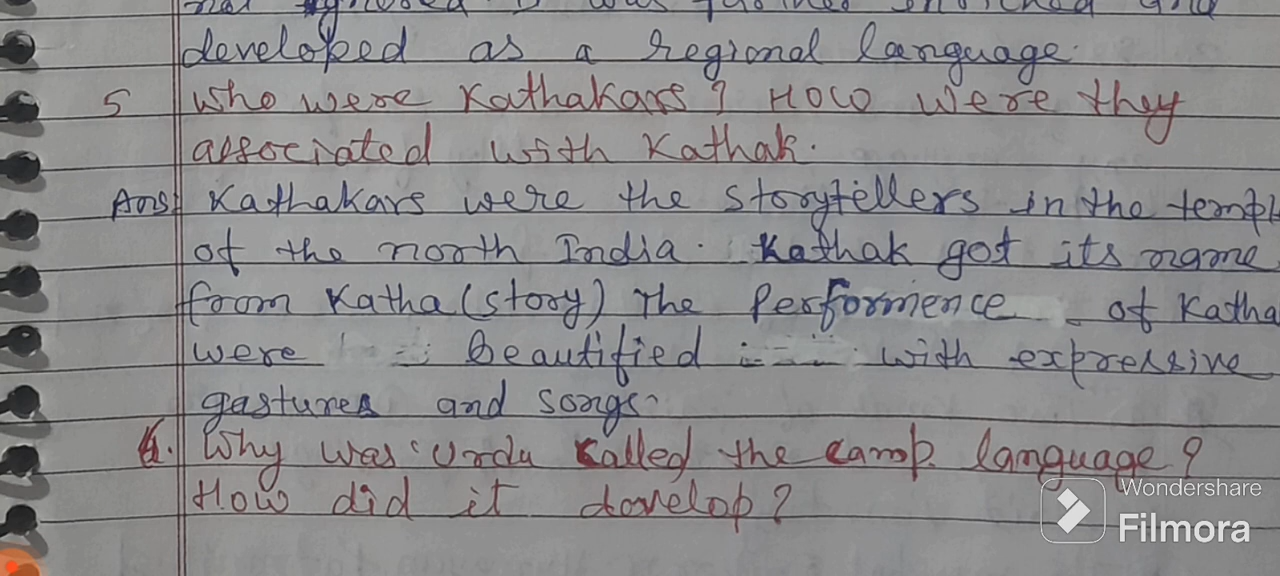 developed as a regional language.
5 Who were Kathakars? How were they
associated with Kathak.
Ans Kathakars were the storytellers in the templ
of the north India. Kathak got its name
from Katha (story) The Performence of Katha
were beautified with expressive
gastures and songs.
6. Why was Urdu called the camp language?
How did it develop?
Wondershare
Filmora